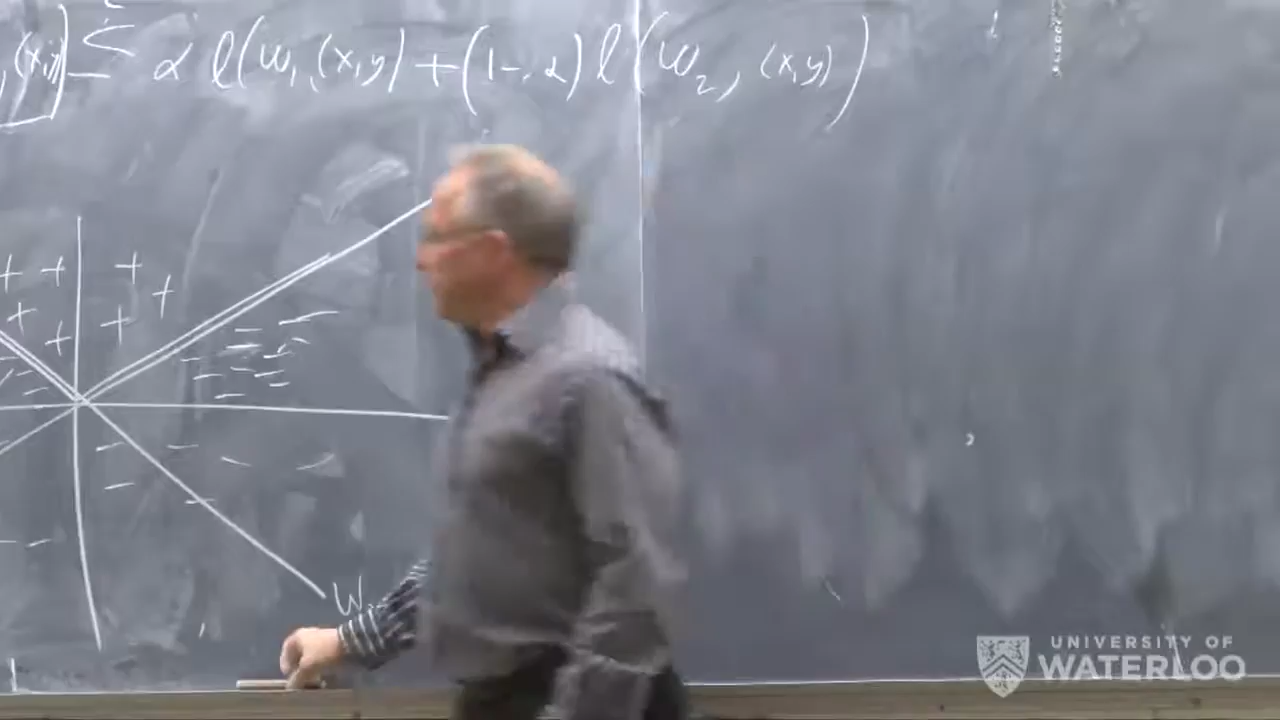 ,(x,y)) ≤ α l(w₁,(x,y)) + (1-α) l(w₂, (x,y))
+ + +
+ + +
+
W
UNIVERSITY OF
WATERLOO